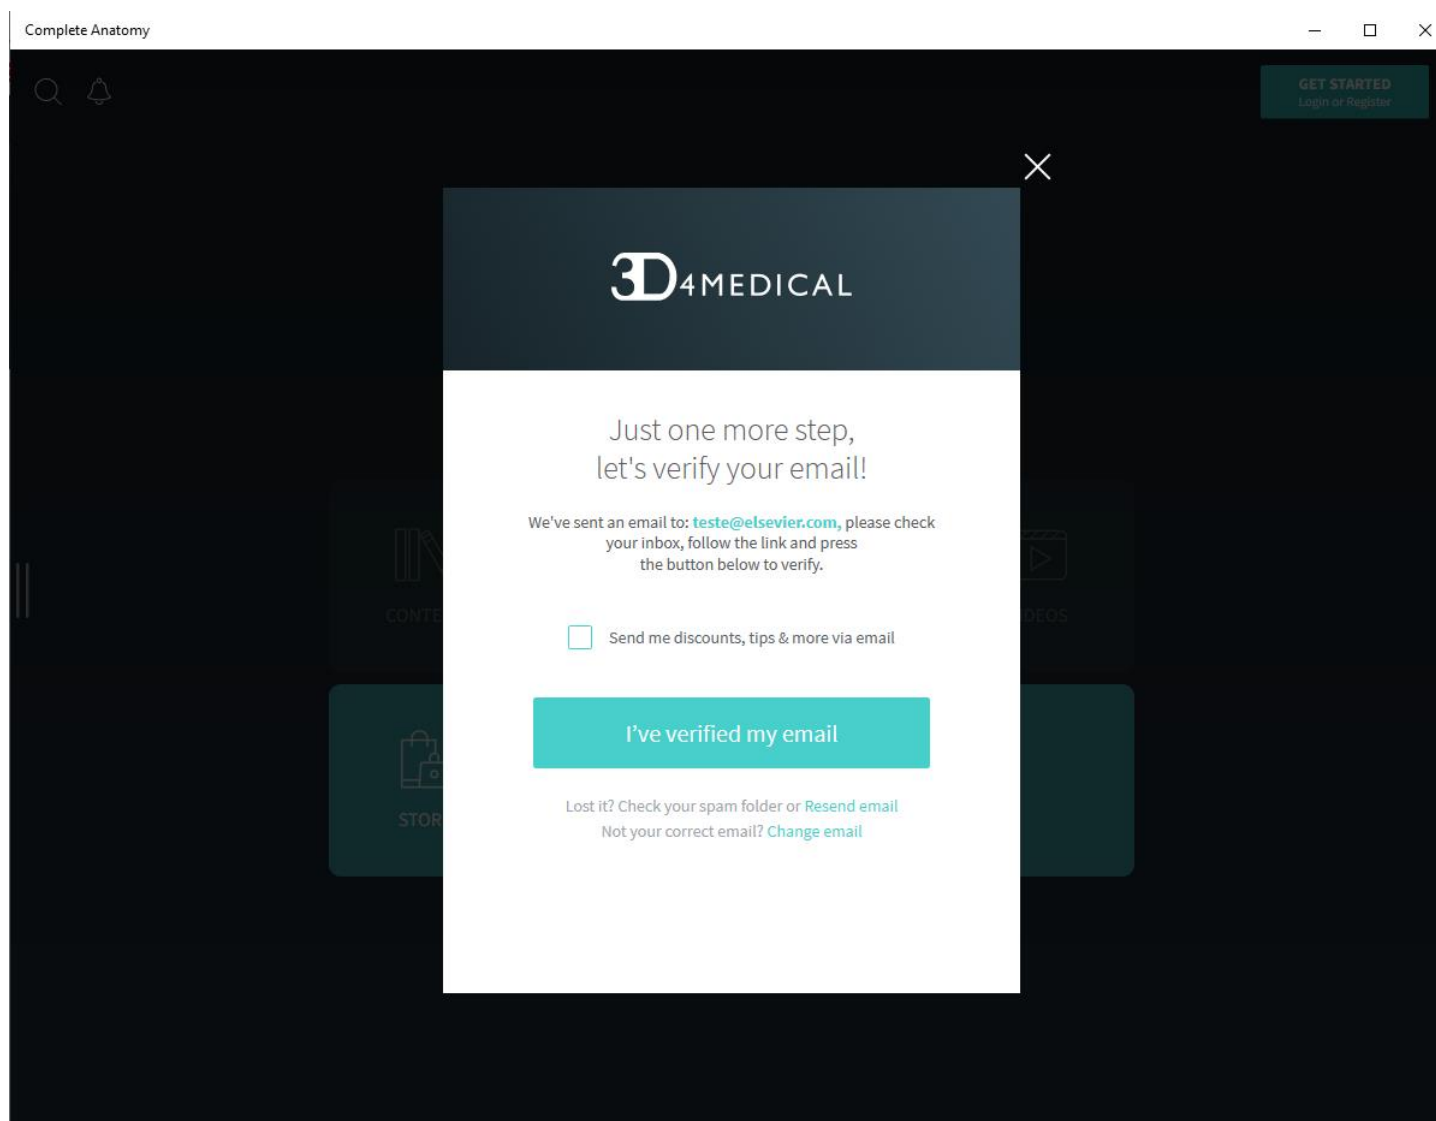 Complete Anatomy
GET STARTED
Login or Register
3D4MEDICAL
Just one more step,
let's verify your email!
We've sent an email to: teste@elsevier.com, please check
your inbox, follow the link and press
the button below to verify.
CONTE
DEOS
Send me discounts, tips & more via email
I've verified my email
STOR
Lost it? Check your spam folder or Resend email
Not your correct email? Change email